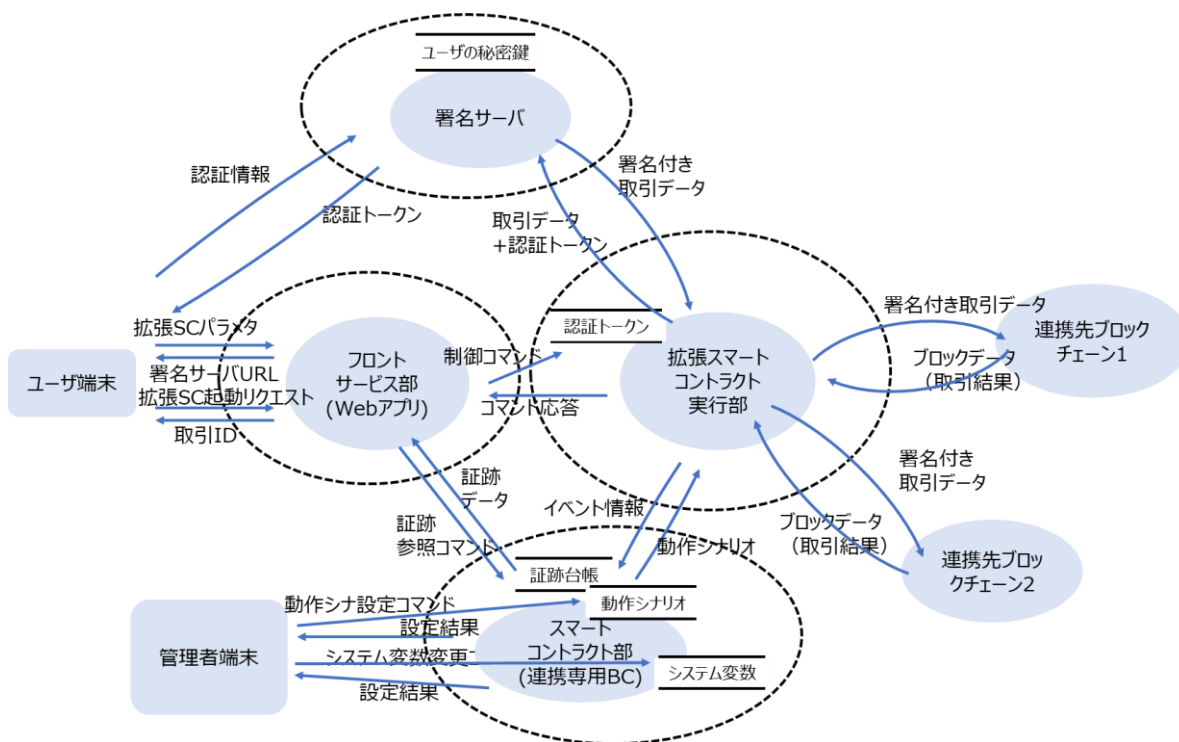 ユーザの秘密鍵
署名サーバ
認証情報
認証トークン
署名付き
取引データ
取引データ
+認証トークン
拡張SCパラメタ
署名サーバURL
拡張SC起動リクエスト
取引ID
ユーザ端末
フロント
サービス部
(Webアプリ)
制御コマンド
コマンド応答
認証トークン
拡張スマート
コントラクト
実行部
署名付き取引データ
ブロックデータ
(取引結果)
連携先ブロック
チェーン1
署名付き
取引データ
ブロックデータ
(取引結果)
連携先ブロッ
クチェーン2
証跡
データ
証跡
参照コマンド
イベント情報
動作シナリオ
証跡台帳
動作シナリオ
管理者端末
動作シナ設定コマンド
設定結果
システム変数変更コ
設定結果
スマート
コントラクト部
(連携専用BC)
システム変数